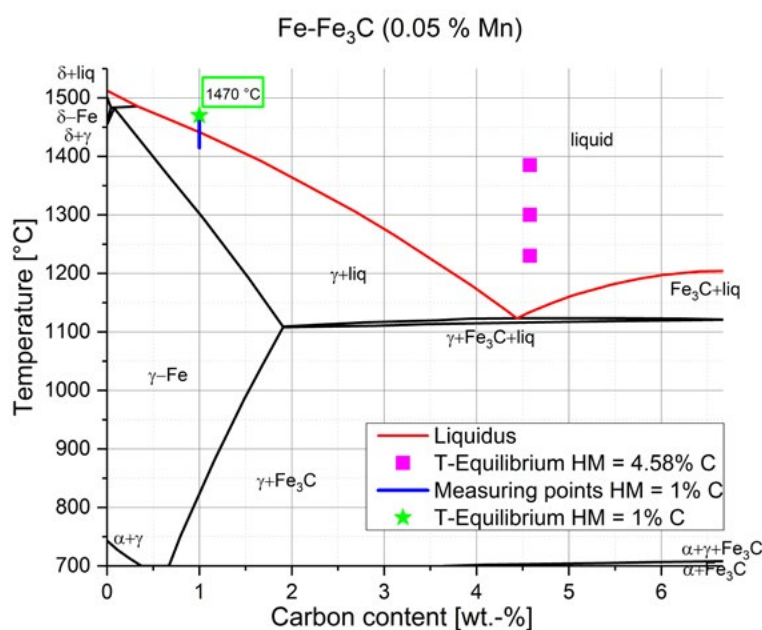 Fe-Fe₃C (0.05 % Mn)
δ+liq
1500
1470 °C
δ−Fe
δ+γ
1400
liquid
1300
1200
γ+liq
Fe₃C+liq
1100
γ+Fe₃C+liq
γ−Fe
1000
900
γ+Fe₃C
800
α+γ
700
Temperature [°C]
Liquidus
T-Equilibrium HM = 4.58% C
Measuring points HM = 1% C
T-Equilibrium HM = 1% C
α+γ+Fe₃C
α+Fe₃C
0 1 2 3 4 5 6
Carbon content [wt.-%]